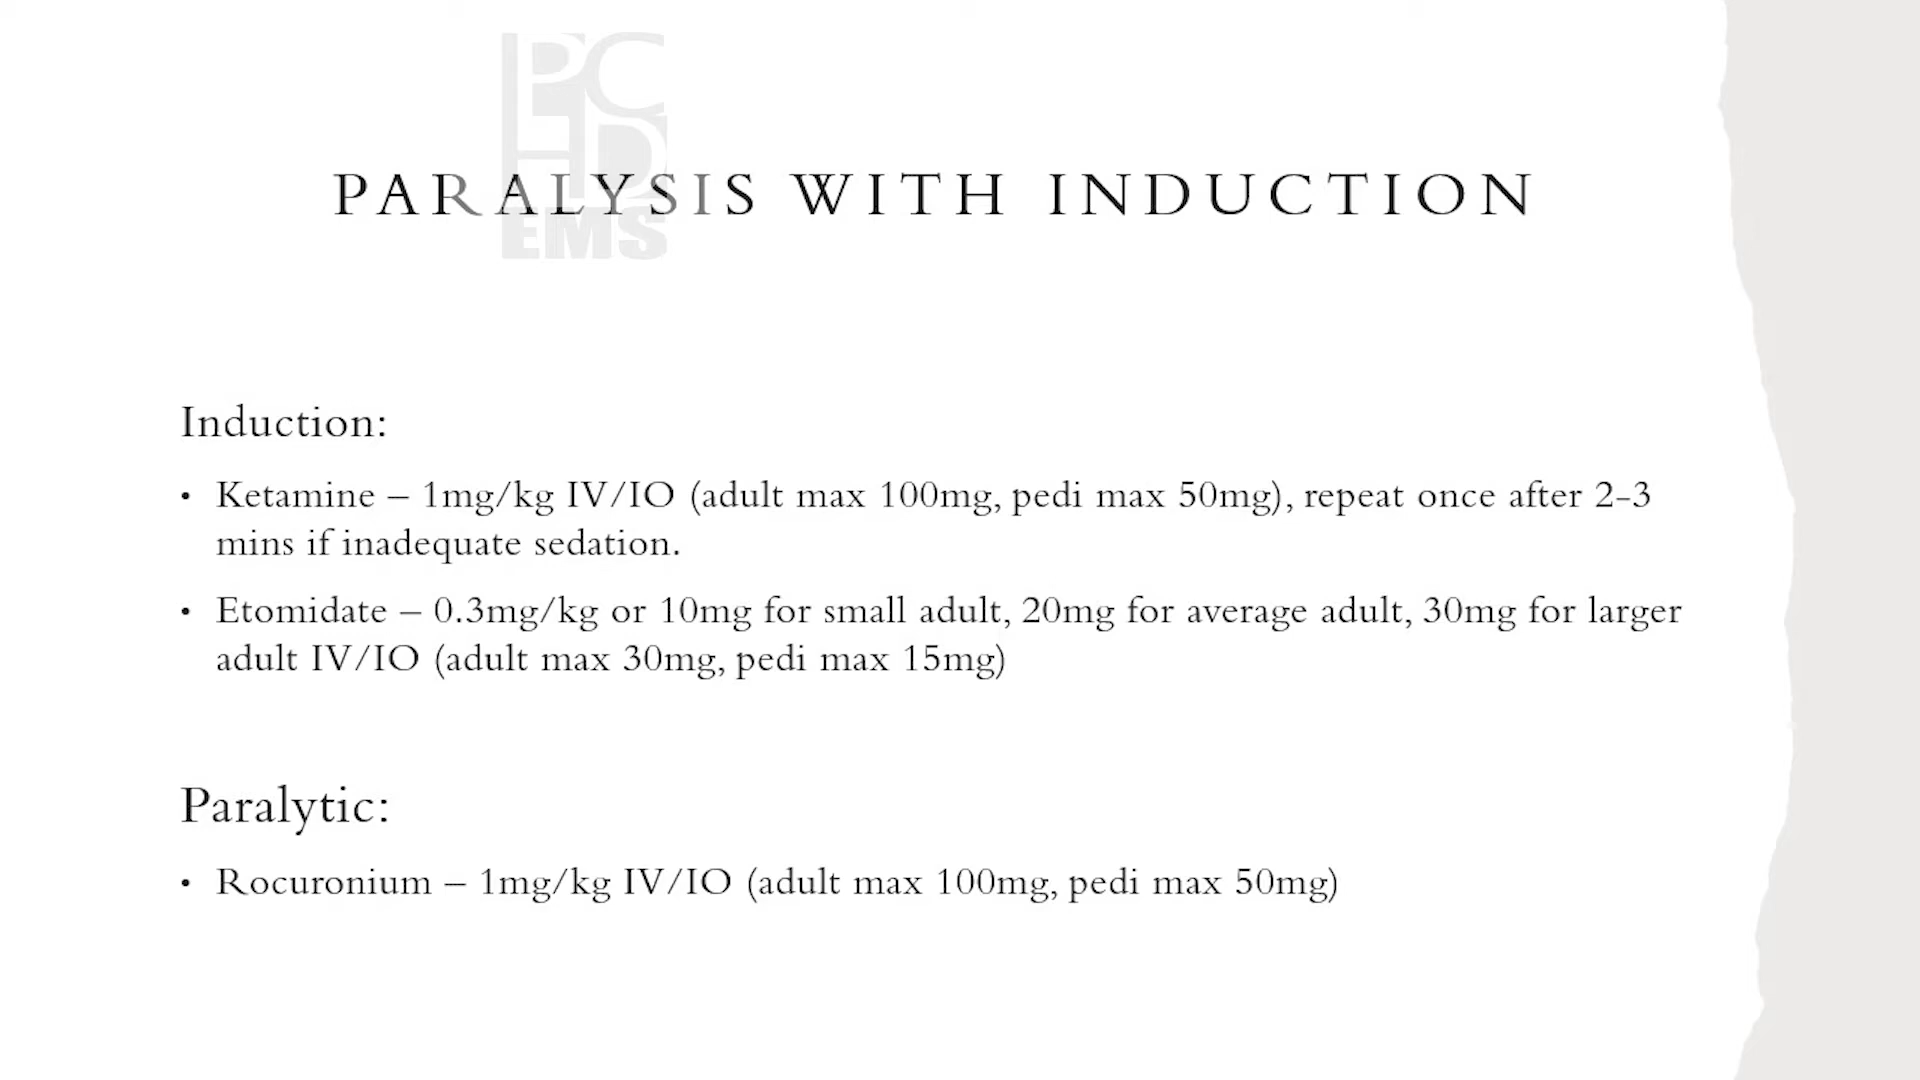 PCHD
EMS
PARALYSIS WITH INDUCTION
Induction:
• Ketamine – 1mg/kg IV/IO (adult max 100mg, pedi max 50mg), repeat once after 2-3
mins if inadequate sedation.
• Etomidate – 0.3mg/kg or 10mg for small adult, 20mg for average adult, 30mg for larger
adult IV/IO (adult max 30mg, pedi max 15mg)
Paralytic:
• Rocuronium – 1mg/kg IV/IO (adult max 100mg, pedi max 50mg)